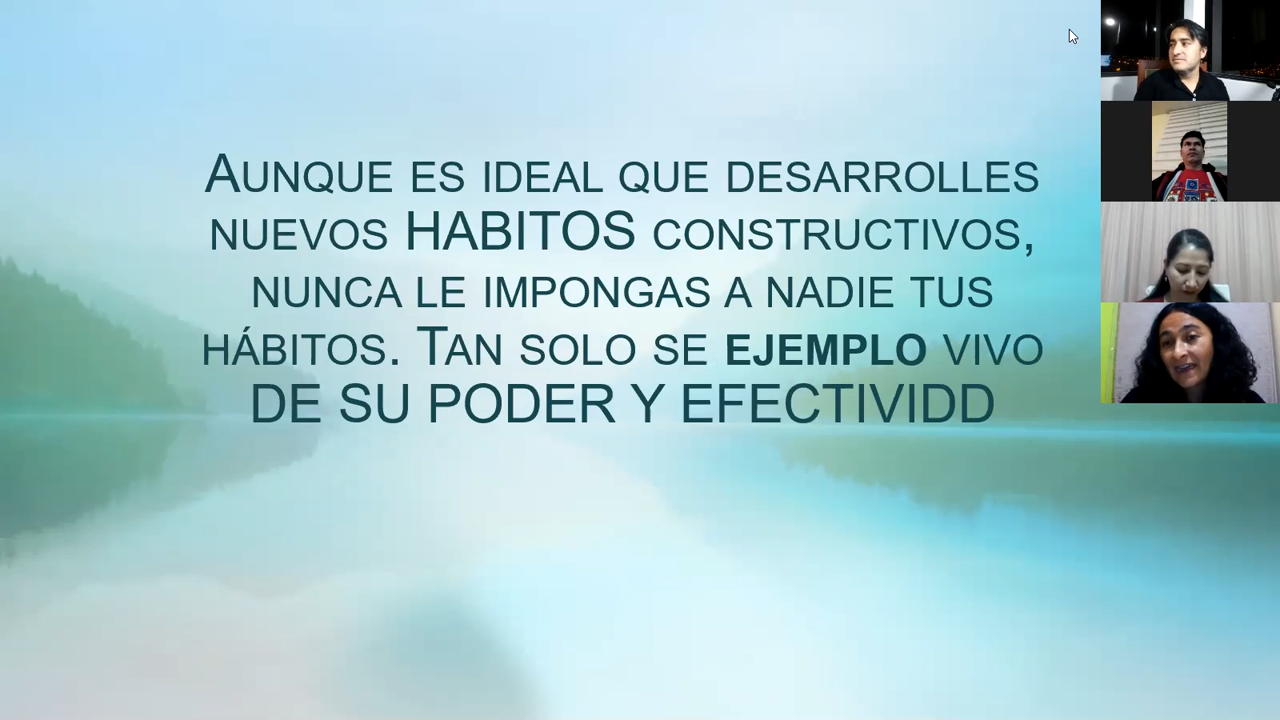 AUNQUE ES IDEAL QUE DESARROLLES
NUEVOS HABITOS CONSTRUCTIVOS,
NUNCA LE IMPONGAS A NADIE TUS
HÁBITOS. TAN SOLO SE EJEMPLO VIVO
DE SU PODER Y EFECTIVIDD